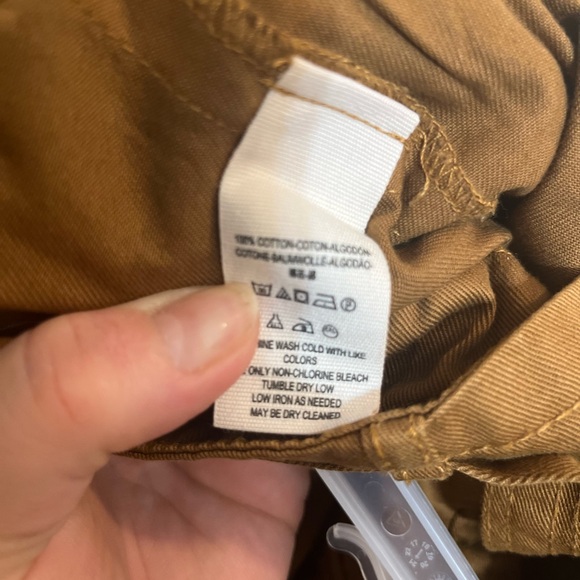 100% COTTON-COTON-ALGODON-
COTONE-BAUMWOLLE-ALGODÃO-
WASH COLD WITH LIKE
COLORS
ONLY NON-CHLORINE BLEACH
TUMBLE DRY LOW
LOW IRON AS NEEDED
MAY BE DRY CLEANED